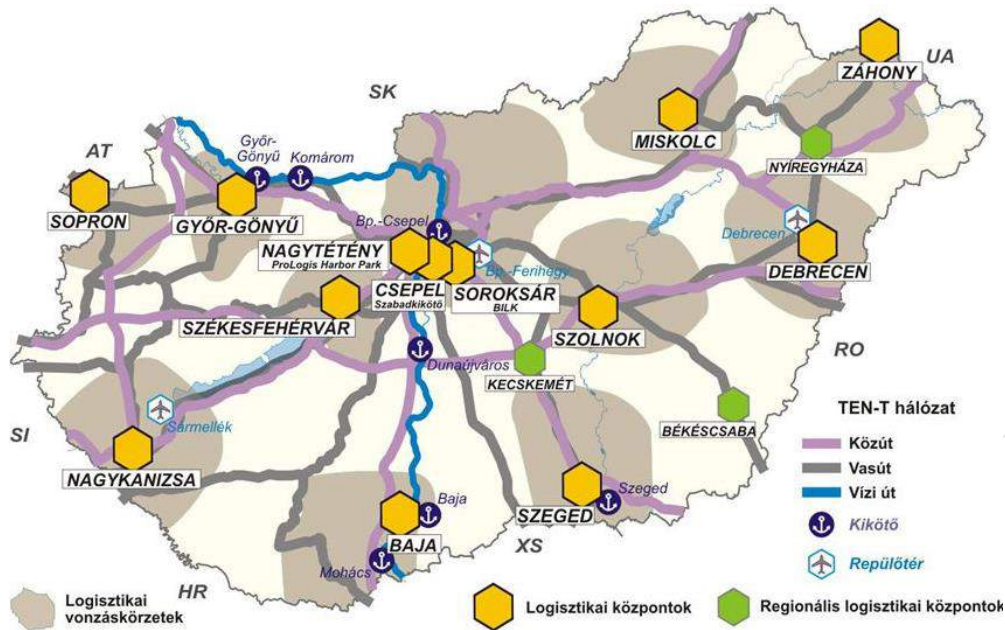 ZÁHONY
UA
SK
MISKOLC
NYÍREGYHÁZA
Győr-
Gönyű
Komárom
AT
SOPRON
GYŐR-GÖNYŰ
Bp.-Csepel
NAGYTÉTÉNY
ProLogis Harbor Park
Bp.-Ferihegy
Debrecen
DEBRECEN
CSEPEL
Szabadkikötő
SOROKSÁR
BILK
SZÉKESFEHÉRVÁR
SZOLNOK
RO
Dunaújváros
KECSKEMÉT
BÉKÉSCSABA
Sármellék
SI
NAGYKANIZSA
Szeged
SZEGED
Baja
BAJA
XS
Mohács
HR
TEN-T hálózat
Közút
Vasút
Vízi út
Kikötő
Repülőtér
Logisztikai
vonzáskörzetek
Logisztikai központok
Regionális logisztikai központok